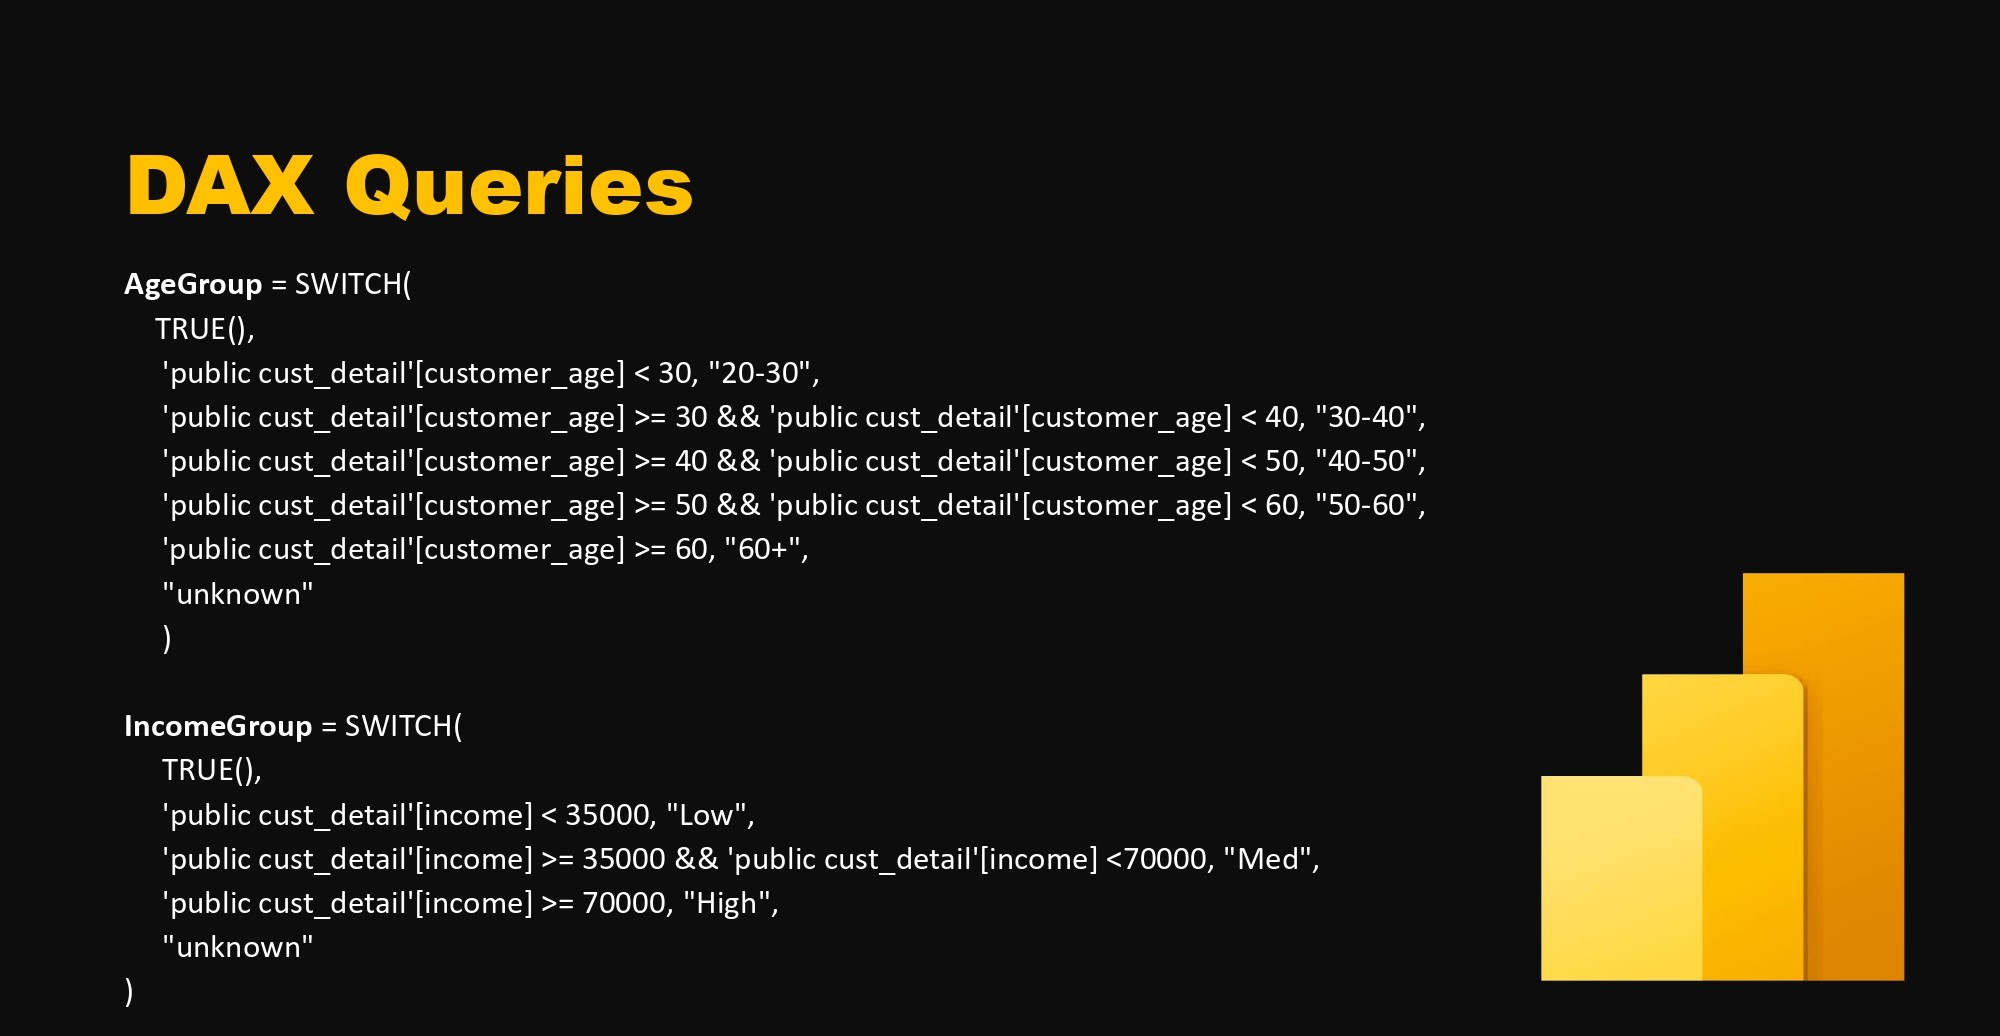 DAX Queries
AgeGroup = SWITCH(
TRUE(),
'public cust_detail'[customer_age] < 30, "20-30",
'public cust_detail'[customer_age] >= 30 && 'public cust_detail'[customer_age] < 40, "30-40",
'public cust_detail'[customer_age] >= 40 && 'public cust_detail'[customer_age] < 50, "40-50",
'public cust_detail'[customer_age] >= 50 && 'public cust_detail'[customer_age] < 60, "50-60",
'public cust_detail'[customer_age] >= 60, "60+",
"unknown"
)
IncomeGroup = SWITCH(
TRUE(),
'public cust_detail'[income] < 35000, "Low",
'public cust_detail'[income] >= 35000 && 'public cust_detail'[income] <70000, "Med",
'public cust_detail'[income] >= 70000, "High",
"unknown"
)